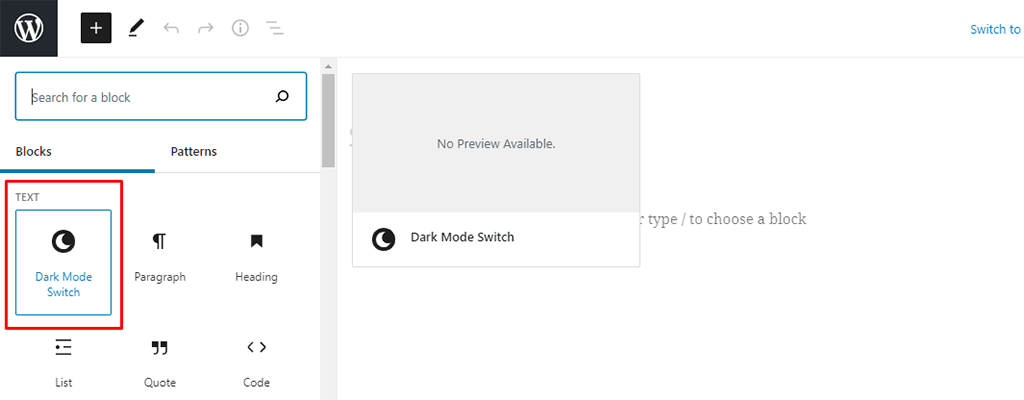 Switch to
Search for a block
Blocks
Patterns
TEXT
Dark Mode
Switch
Paragraph
Heading
List
Quote
Code
No Preview Available.
Dark Mode Switch
type / to choose a block